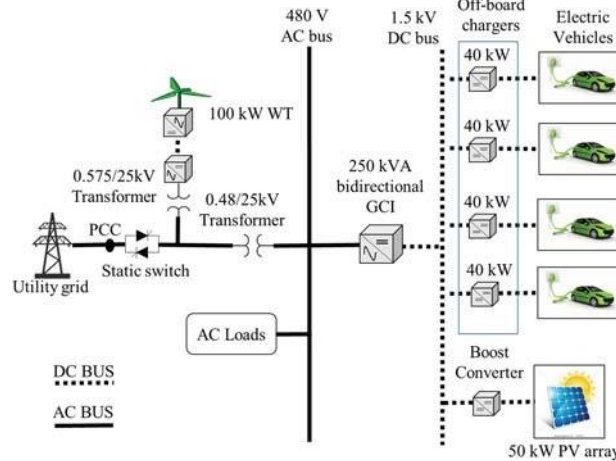 480 V
AC bus
1.5 kV
DC bus
Off-board
chargers
Electric
Vehicles
40 kW
100 kW WT
40 kW
0.575/25kV
Transformer
0.48/25kV
Transformer
250 kVA
bidirectional
GCI
40 kW
PCC
Static switch
Utility grid
40 kW
AC Loads
Boost
Converter
DC BUS
AC BUS
50 kW PV array